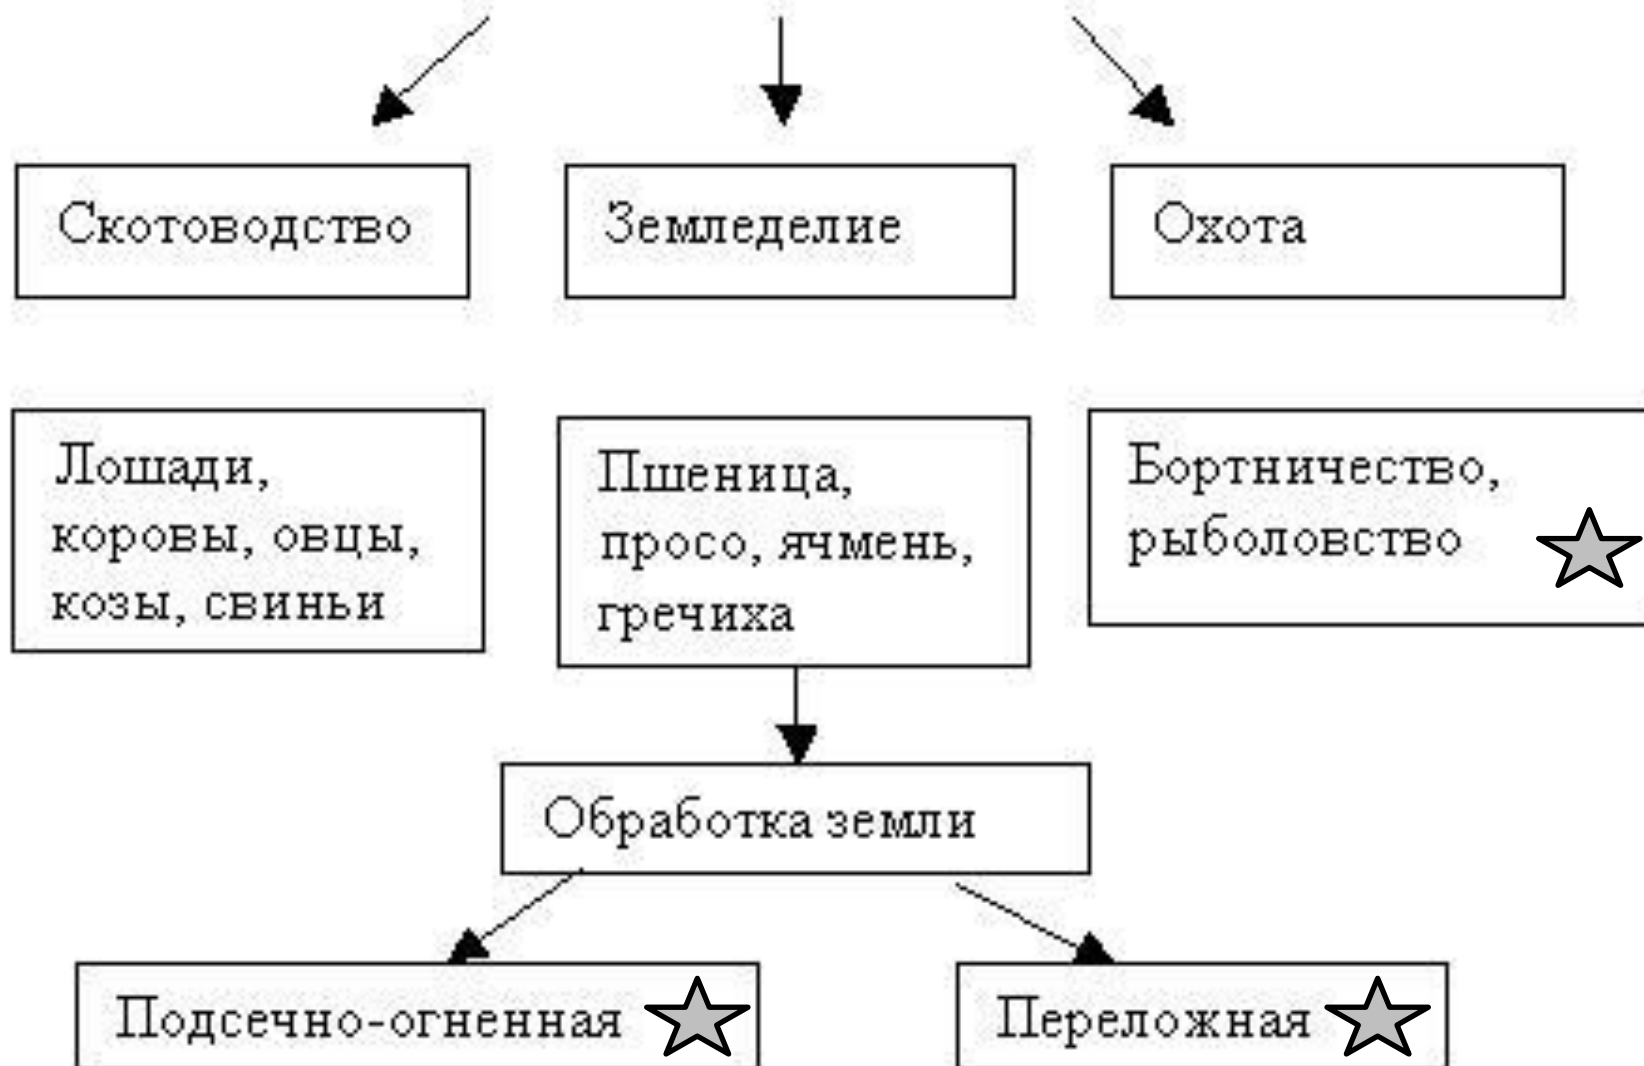 Скотоводство
Земледелие
Охота
Лошади,
коровы, овцы,
козы, свиньи
Пшеница,
просо, ячмень,
гречиха
Бортничество,
рыболовство
Обработка земли
Подсечно-огненная
Переложная